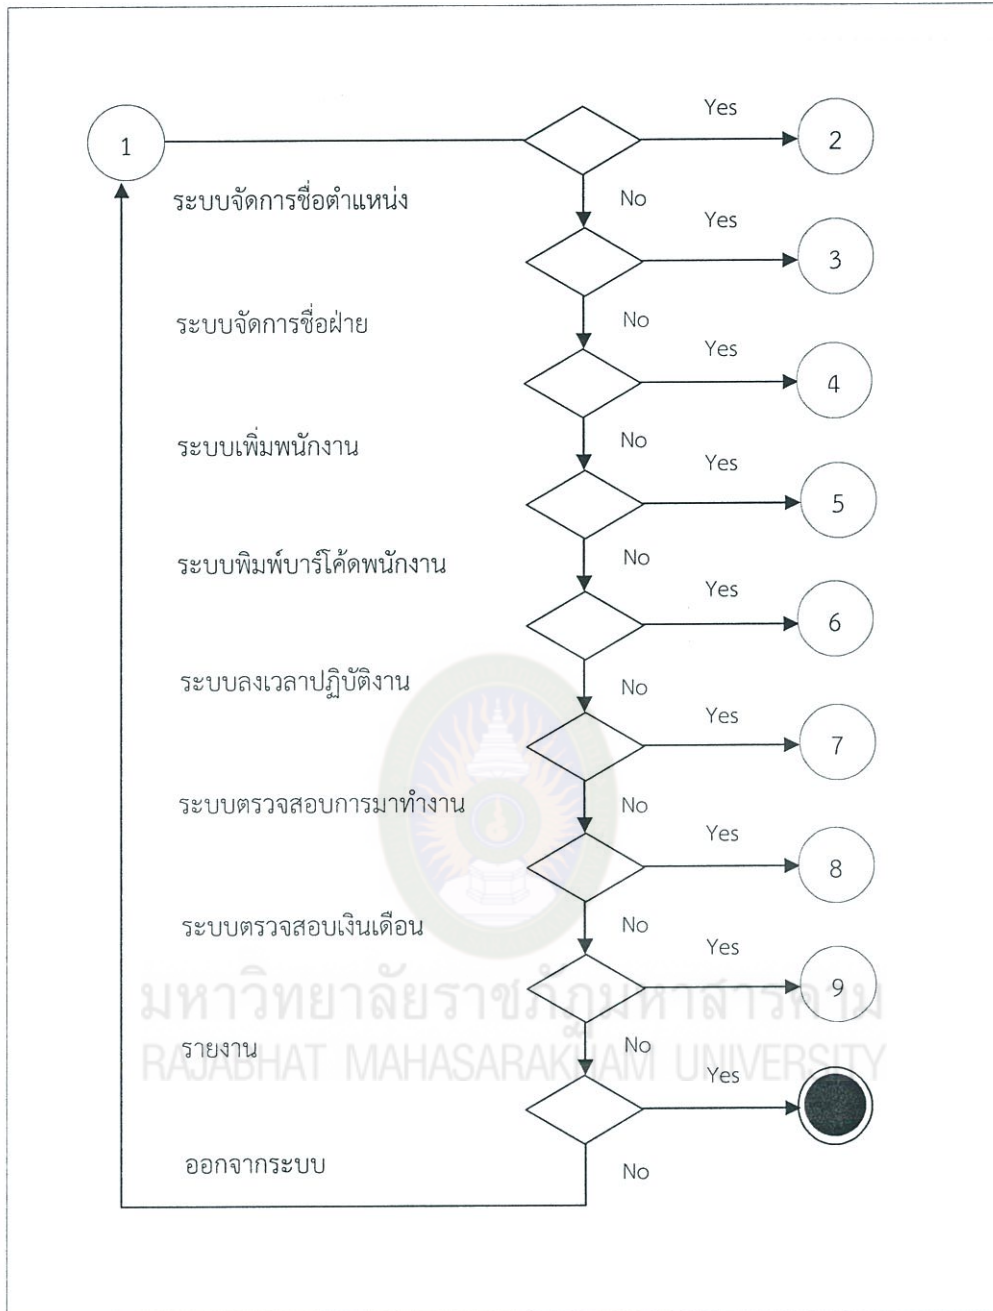 Yes
1
2
ระบบจัดการชื่อตำแหน่ง
No
Yes
3
ระบบจัดการชื่อฝ่าย
No
Yes
4
ระบบเพิ่มพนักงาน
No
Yes
5
ระบบพิมพ์บาร์โค้ดพนักงาน
No
Yes
6
ระบบลงเวลาปฏิบัติงาน
No
Yes
7
ระบบตรวจสอบการมาทำงาน
No
Yes
8
ระบบตรวจสอบเงินเดือน
No
Yes
9
มหาวิทยาลัยราชภัฏมหาสารคาม
รายงาน
No
RAJABHAT MAHASARAKHAM UNIVERSITY
Yes
ออกจากระบบ
No